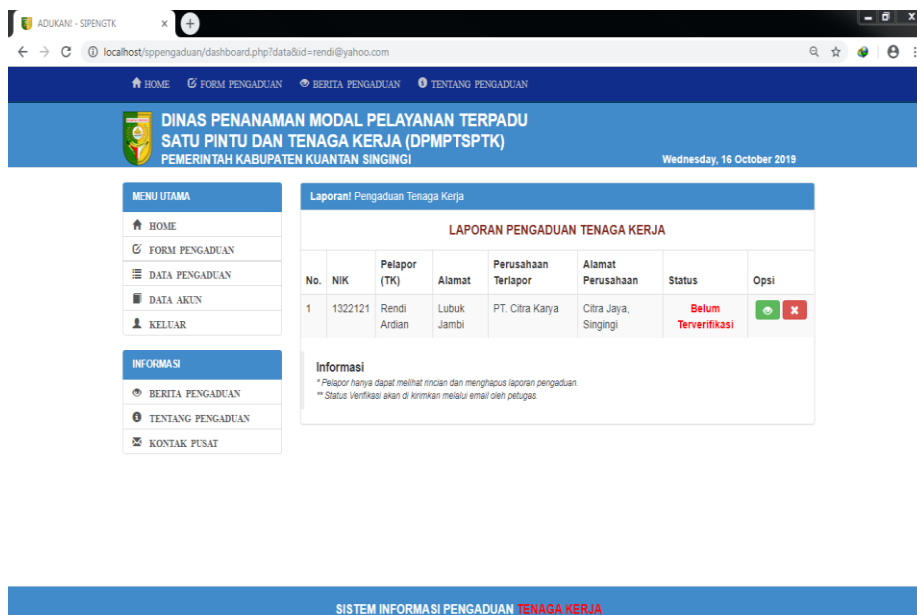 ADUKAN! - SIPENGTK
localhost/sppengaduan/dashboard.php?data&id=rendi@yahoo.com
HOME FORM PENGADUAN BERITA PENGADUAN TENTANG PENGADUAN
DINAS PENANAMAN MODAL PELAYANAN TERPADU
SATU PINTU DAN TENAGA KERJA (DPMPTSPTK)
PEMERINTAH KABUPATEN KUANTAN SINGINGI
Wednesday, 16 October 2019
MENU UTAMA
HOME
FORM PENGADUAN
DATA PENGADUAN
DATA AKUN
KELUAR
INFORMASI
BERITA PENGADUAN
TENTANG PENGADUAN
KONTAK PUSAT
Laporan! Pengaduan Tenaga Kerja
LAPORAN PENGADUAN TENAGA KERJA
No. NIK Pelapor (TK) Alamat Perusahaan Terlapor Alamat Perusahaan Status Opsi
1 1322121 Rendi Ardian Lubuk Jambi PT. Citra Karya Citra Jaya, Singingi Belum Terverifikasi
Informasi
* Pelapor hanya dapat melihat rincian dan menghapus laporan pengaduan.
** Status Verifikasi akan di kirimkan melalui email oleh petugas.
SISTEM INFORMASI PENGADUAN TENAGA KERJA